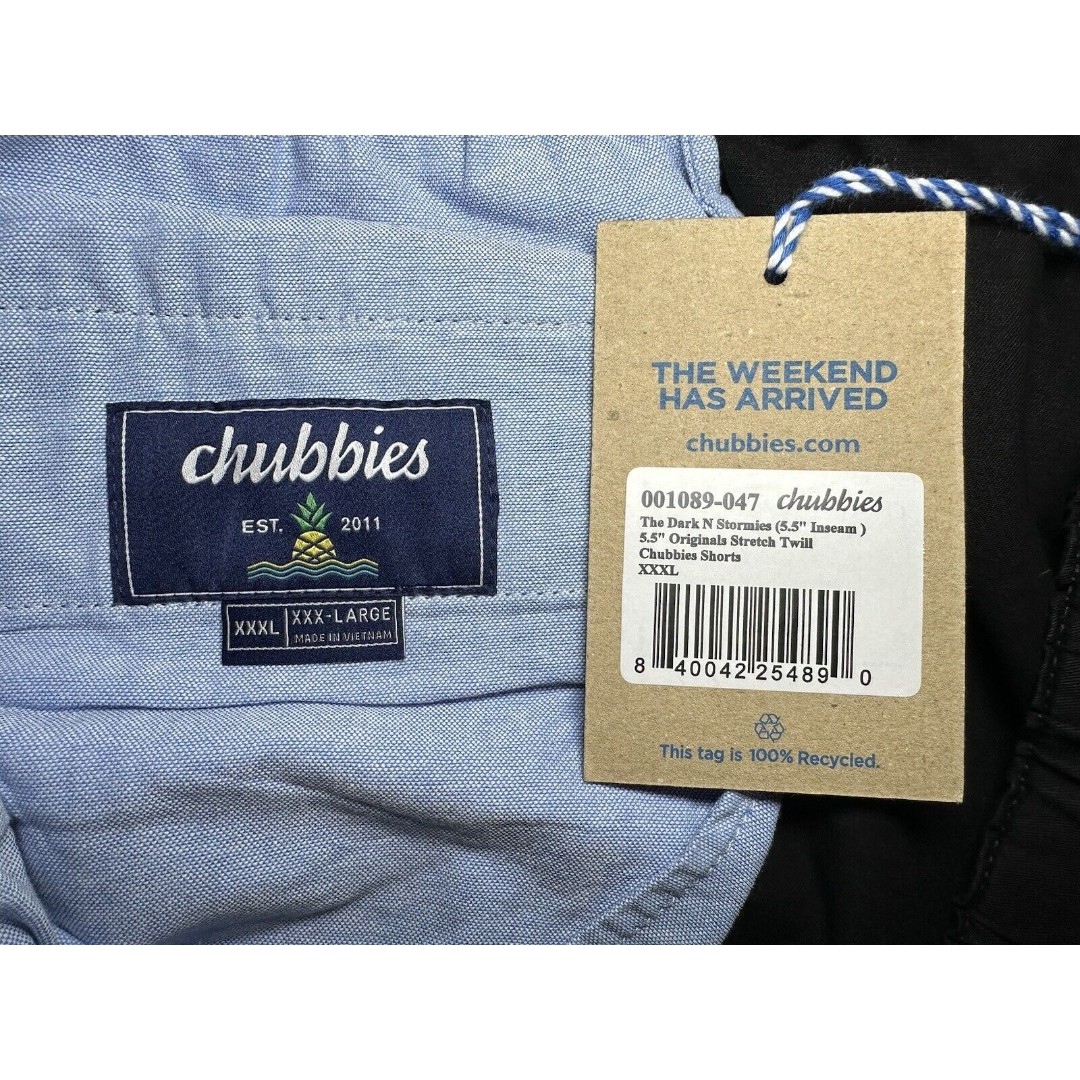 chubbies
EST. 2011
XXXL XXX-LARGE
MADE IN VIETNAM
THE WEEKEND
HAS ARRIVED
chubbies.com
001089-047 chubbies
The Dark N Stormies (5.5" Inseam )
5.5" Originals Stretch Twill
Chubbies Shorts
XXXL
8 40042 25489 0
This tag is 100% Recycled.